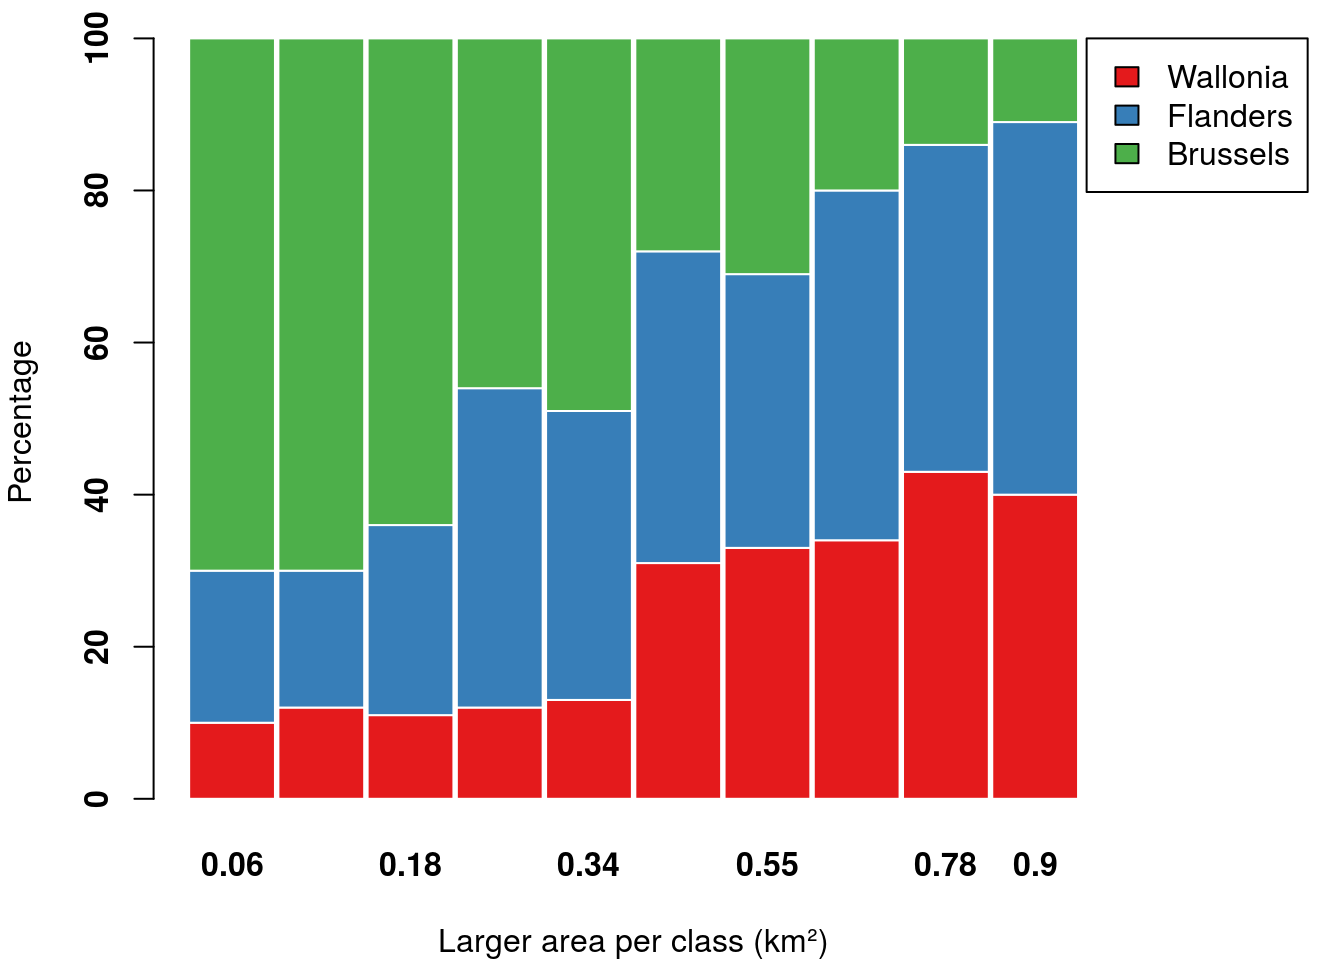 100
80
60
40
20
0
Percentage
Wallonia
Flanders
Brussels
0.06 0.18 0.34 0.55 0.78 0.9
Larger area per class (km²)